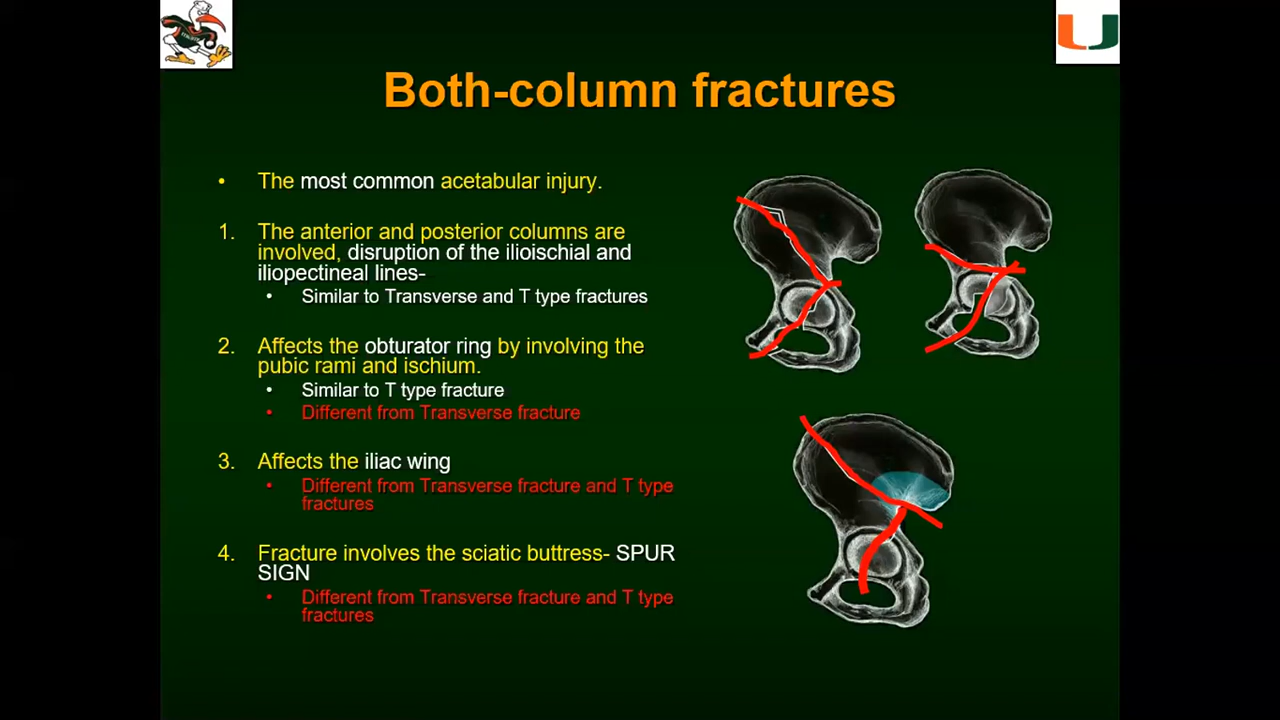 Both-column fractures
• The most common acetabular injury.
1. The anterior and posterior columns are
involved, disruption of the ilioischial and
iliopectineal lines-
• Similar to Transverse and T type fractures
2. Affects the obturator ring by involving the
pubic rami and ischium.
• Similar to T type fracture
• Different from Transverse fracture
3. Affects the iliac wing
• Different from Transverse fracture and T type
fractures
4. Fracture involves the sciatic buttress- SPUR
SIGN
• Different from Transverse fracture and T type
fractures